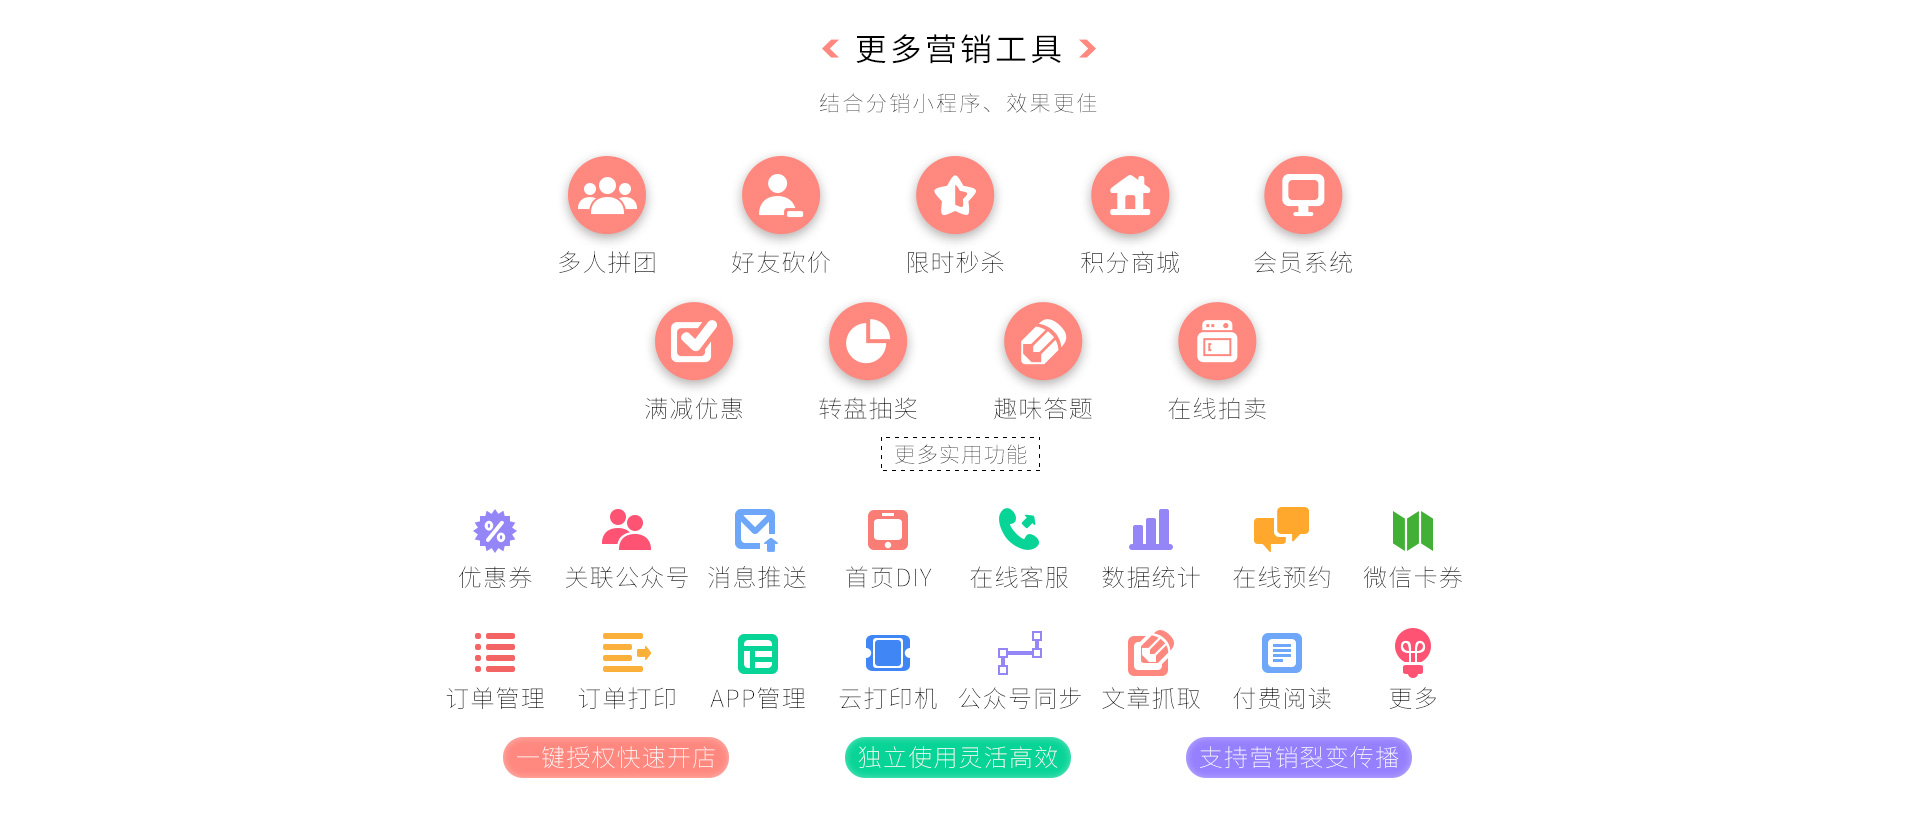 更多营销工具
结合分销小程序、效果更佳
多人拼团 好友砍价 限时秒杀 积分商城 会员系统
满减优惠 转盘抽奖 趣味答题 在线拍卖
更多实用功能
优惠券 关联公众号 消息推送 首页DIY 在线客服 数据统计 在线预约 微信卡券
订单管理 订单打印 APP管理 云打印机 公众号同步 文章抓取 付费阅读 更多
一键授权快速开店 独立使用灵活高效 支持营销裂变传播